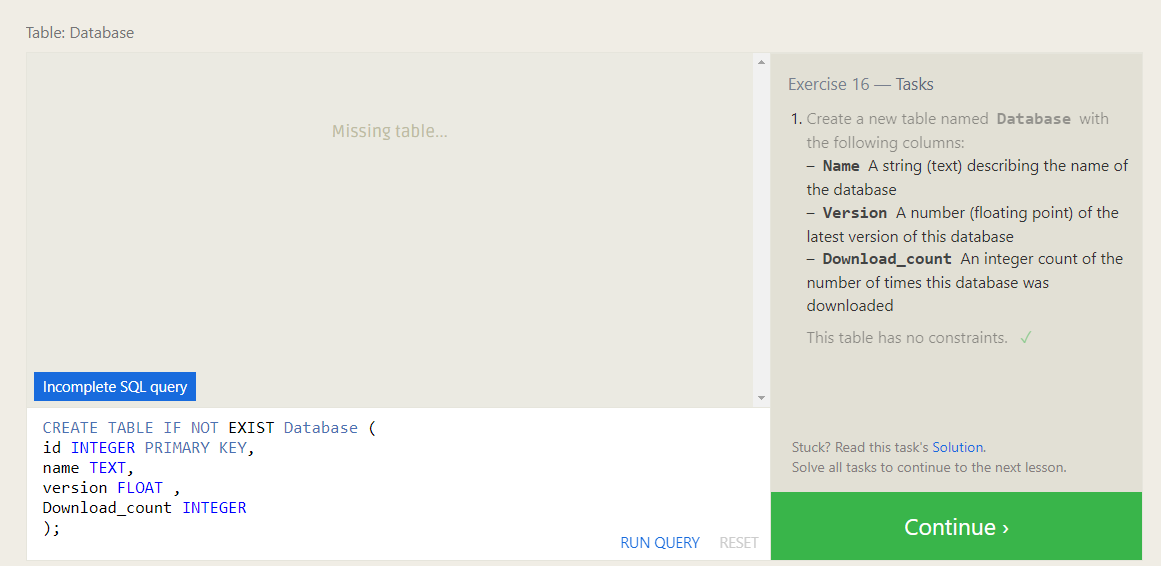 Table: Database
Missing table...
Incomplete SQL query
CREATE TABLE IF NOT EXIST Database (
id INTEGER PRIMARY KEY,
name TEXT,
version FLOAT ,
Download_count INTEGER
);
RUN QUERY RESET
Exercise 16 — Tasks
1. Create a new table named Database with
the following columns:
– Name A string (text) describing the name of
the database
– Version A number (floating point) of the
latest version of this database
– Download_count An integer count of the
number of times this database was
downloaded
This table has no constraints. ✓
Stuck? Read this task's Solution.
Solve all tasks to continue to the next lesson.
Continue ›